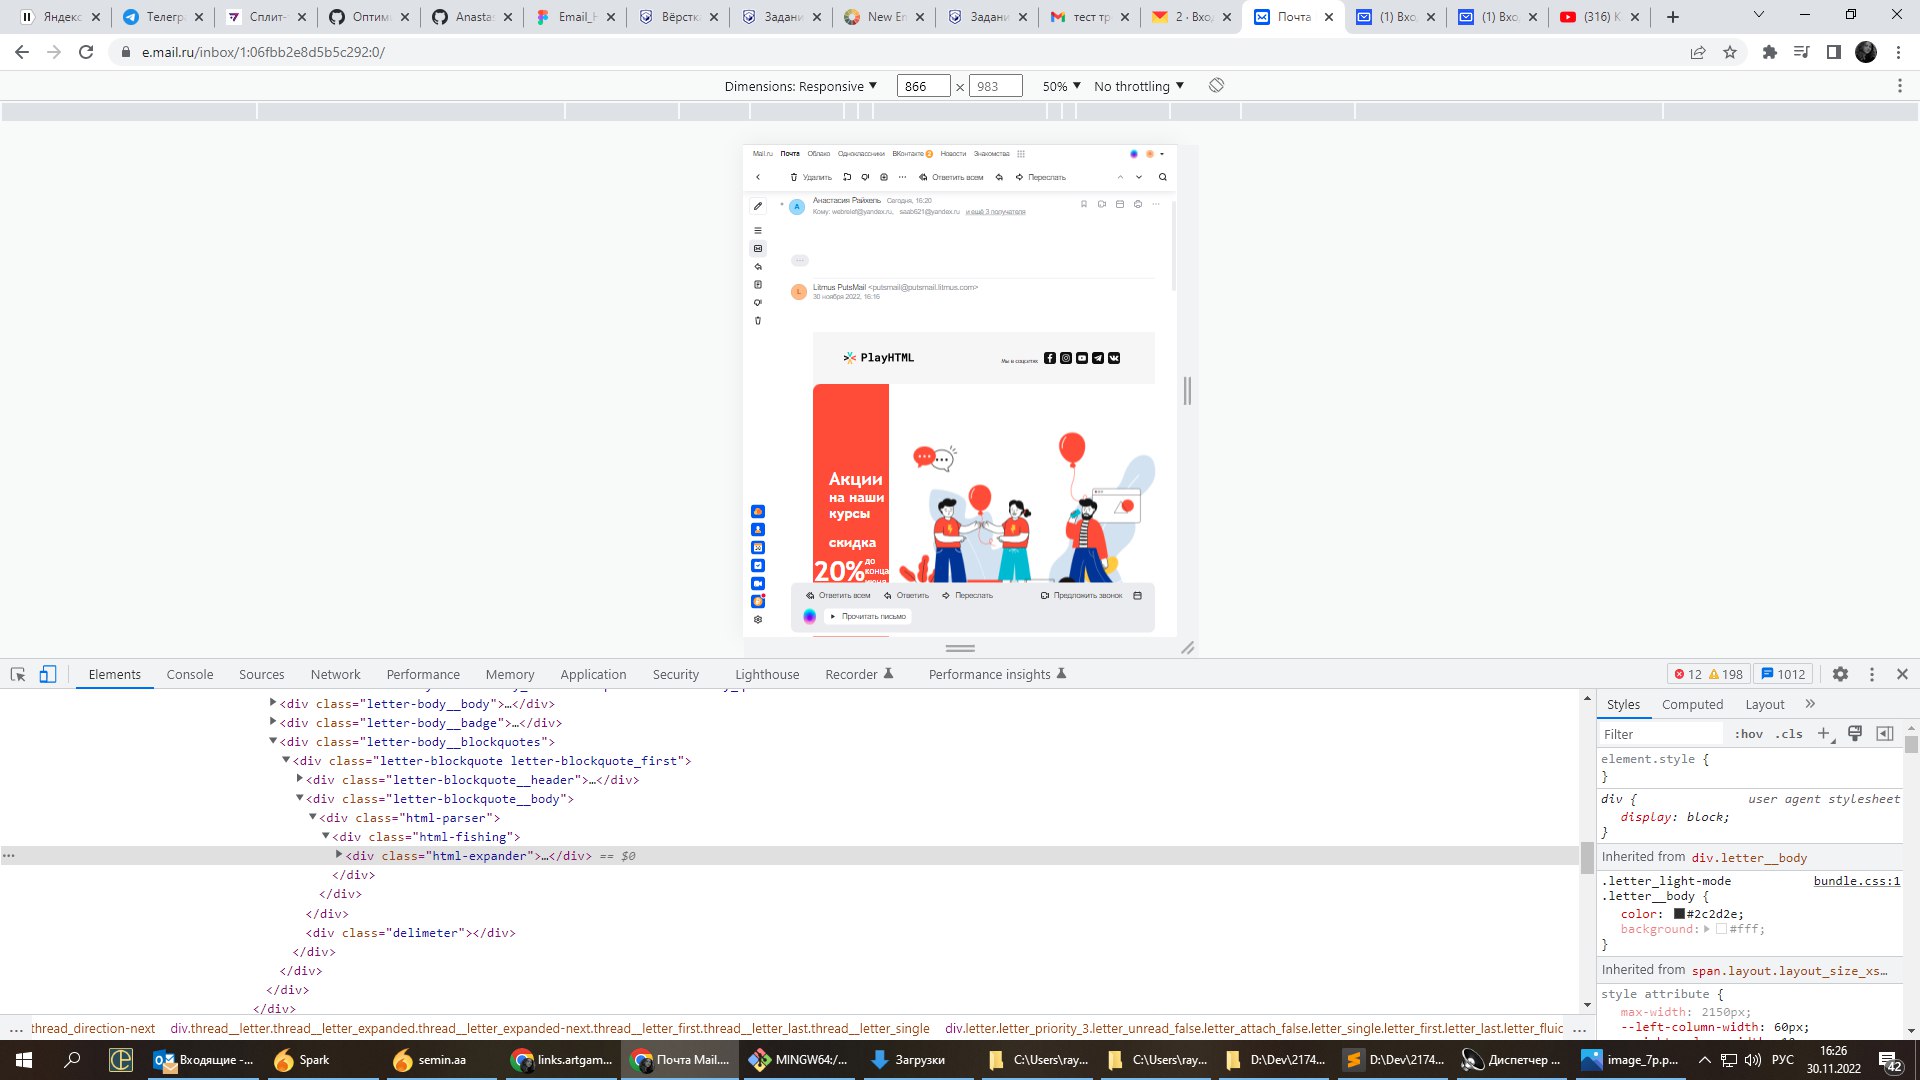 Яндекс
Телегра
Сплит-
Оптими
Anastas
Email_H
Вёрстк
Задани
New En
Задани
тест тр
2 · Вхо
Почта
(1) Вхо
(1) Вхо
(316) K
e.mail.ru/inbox/1:06fbb2e8d5b5c292:0/
Dimensions: Responsive ▼ 866 × 983 50% ▼ No throttling ▼
Mail.ru Почта Облако Одноклассники ВКонтакте 2 Новости Знакомства
Удалить Ответить всем Переслать
А Анастасия Райхель Сегодня, 16:20
Кому: webrelef@yandex.ru, saab621@yandex.ru и ещё 3 получателя
L Litmus PutsMail <putsmail@putsmail.litmus.com>
30 ноября 2022, 16:16
PlayHTML
Мы в соцсетях
Акции
на наши
курсы
скидка
20% до
конца
Ответить всем Ответить Переслать Предложить звонок
Прочитать письмо
Elements Console Sources Network Performance Memory Application Security Lighthouse Recorder Performance insights 12 198 1012
<div class="letter-body__body">…</div>
<div class="letter-body__badge">…</div>
<div class="letter-body__blockquotes">
<div class="letter-blockquote letter-blockquote_first">
<div class="letter-blockquote__header">…</div>
<div class="letter-blockquote__body">
<div class="html-parser">
<div class="html-fishing">
… <div class="html-expander">…</div> == $0
</div>
</div>
</div>
<div class="delimeter"></div>
</div>
</div>
</div>
</div>
... thread_direction-next div.thread__letter.thread__letter_expanded.thread__letter_expanded-next.thread__letter_first.thread__letter_last.thread__letter_single div.letter.letter_priority_3.letter_unread_false.letter_attach_false.letter_single.letter_first.letter_last.letter_fluid ...
Styles Computed Layout »
Filter :hov .cls +
element.style {
}
div { user agent stylesheet
display: block;
}
Inherited from div.letter__body
.letter_light-mode bundle.css:1
.letter__body {
color: #2c2d2e;
background: #fff;
}
Inherited from span.layout.layout_size_xs…
style attribute {
max-width: 2150px;
--left-column-width: 60px;
Входящие -...
Spark
semin.aa
links.artgam...
Почта Mail....
MINGW64:/...
Загрузки
C:\Users\ray...
C:\Users\ray...
D:\Dev\2174...
D:\Dev\2174...
Диспетчер ...
image_7p.p...
РУС
16:26
30.11.2022
42